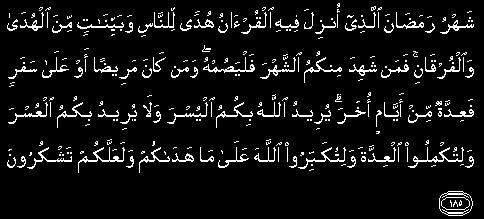 شَهْرُ رَمَضَانَ ٱلَّذِىٓ أُنزِلَ فِيهِ ٱلْقُرْءَانُ هُدًى لِّلنَّاسِ وَبَيِّنَٰتٍ مِّنَ ٱلْهُدَىٰ
وَٱلْفُرْقَانِ ۚ فَمَن شَهِدَ مِنكُمُ ٱلشَّهْرَ فَلْيَصُمْهُ ۖ وَمَن كَانَ مَرِيضًا أَوْ عَلَىٰ سَفَرٍ
فَعِدَّةٌ مِّنْ أَيَّامٍ أُخَرَ ۗ يُرِيدُ ٱللَّهُ بِكُمُ ٱلْيُسْرَ وَلَا يُرِيدُ بِكُمُ ٱلْعُسْرَ
وَلِتُكْمِلُوا۟ ٱلْعِدَّةَ وَلِتُكَبِّرُوا۟ ٱللَّهَ عَلَىٰ مَا هَدَىٰكُمْ وَلَعَلَّكُمْ تَشْكُرُونَ
١٨٥